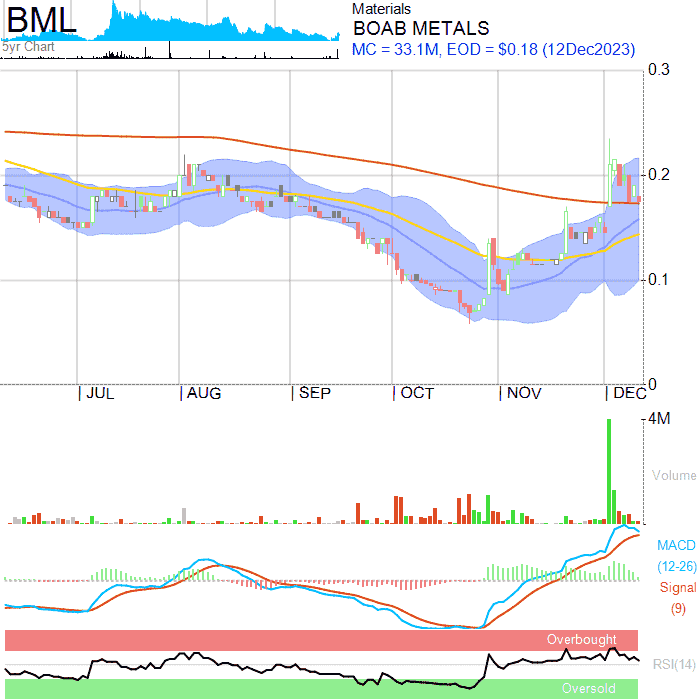 BML
5yr Chart
Materials
BOAB METALS
MC = 33.1M, EOD = $0.18 (12Dec2023)
0.3
0.2
0.1
0
JUL
AUG
SEP
OCT
NOV
DEC
4M
Volume
MACD
(12-26)
Signal
(9)
Overbought
RSI(14)
Oversold